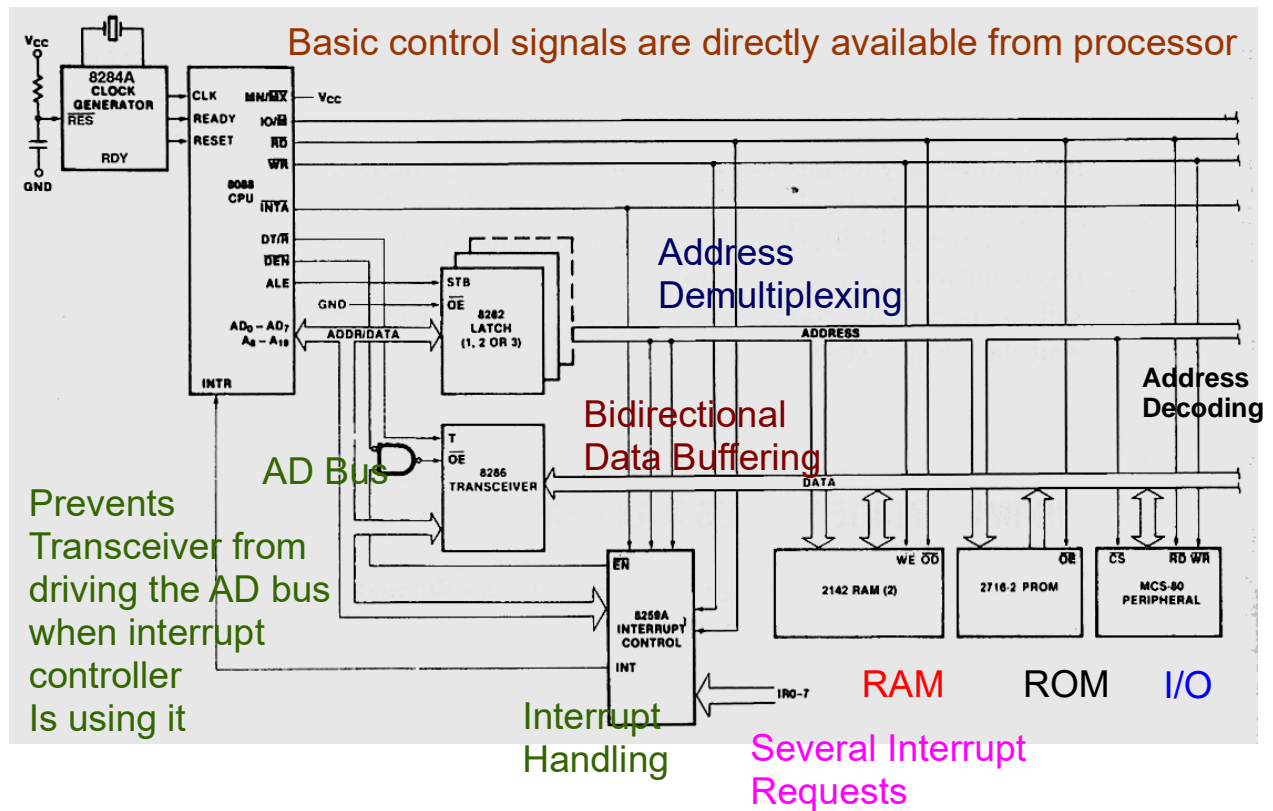 Basic control signals are directly available from processor
VCC
8284A
CLOCK
GENERATOR
RES
RDY
GND
CLK
READY
RESET
8088
CPU
MN/MX
IO/M
RD
WR
INTA
DT/R
DEN
ALE
AD0 – AD7
A8 – A19
INTR
VCC
GND
ADDR/DATA
STB
OE
8282
LATCH
(1, 2 OR 3)
Address
Demultiplexing
ADDRESS
Address
Decoding
Bidirectional
Data Buffering
DATA
AD Bus
T
OE
8286
TRANSCEIVER
Prevents
Transceiver from
driving the AD bus
when interrupt
controller
Is using it
EN
8259A
INTERRUPT
CONTROL
INT
IR0-7
WE OD
2142 RAM (2)
OE
2716-2 PROM
CS
RD WR
MCS-80
PERIPHERAL
RAM
ROM
I/O
Interrupt
Handling
Several Interrupt
Requests